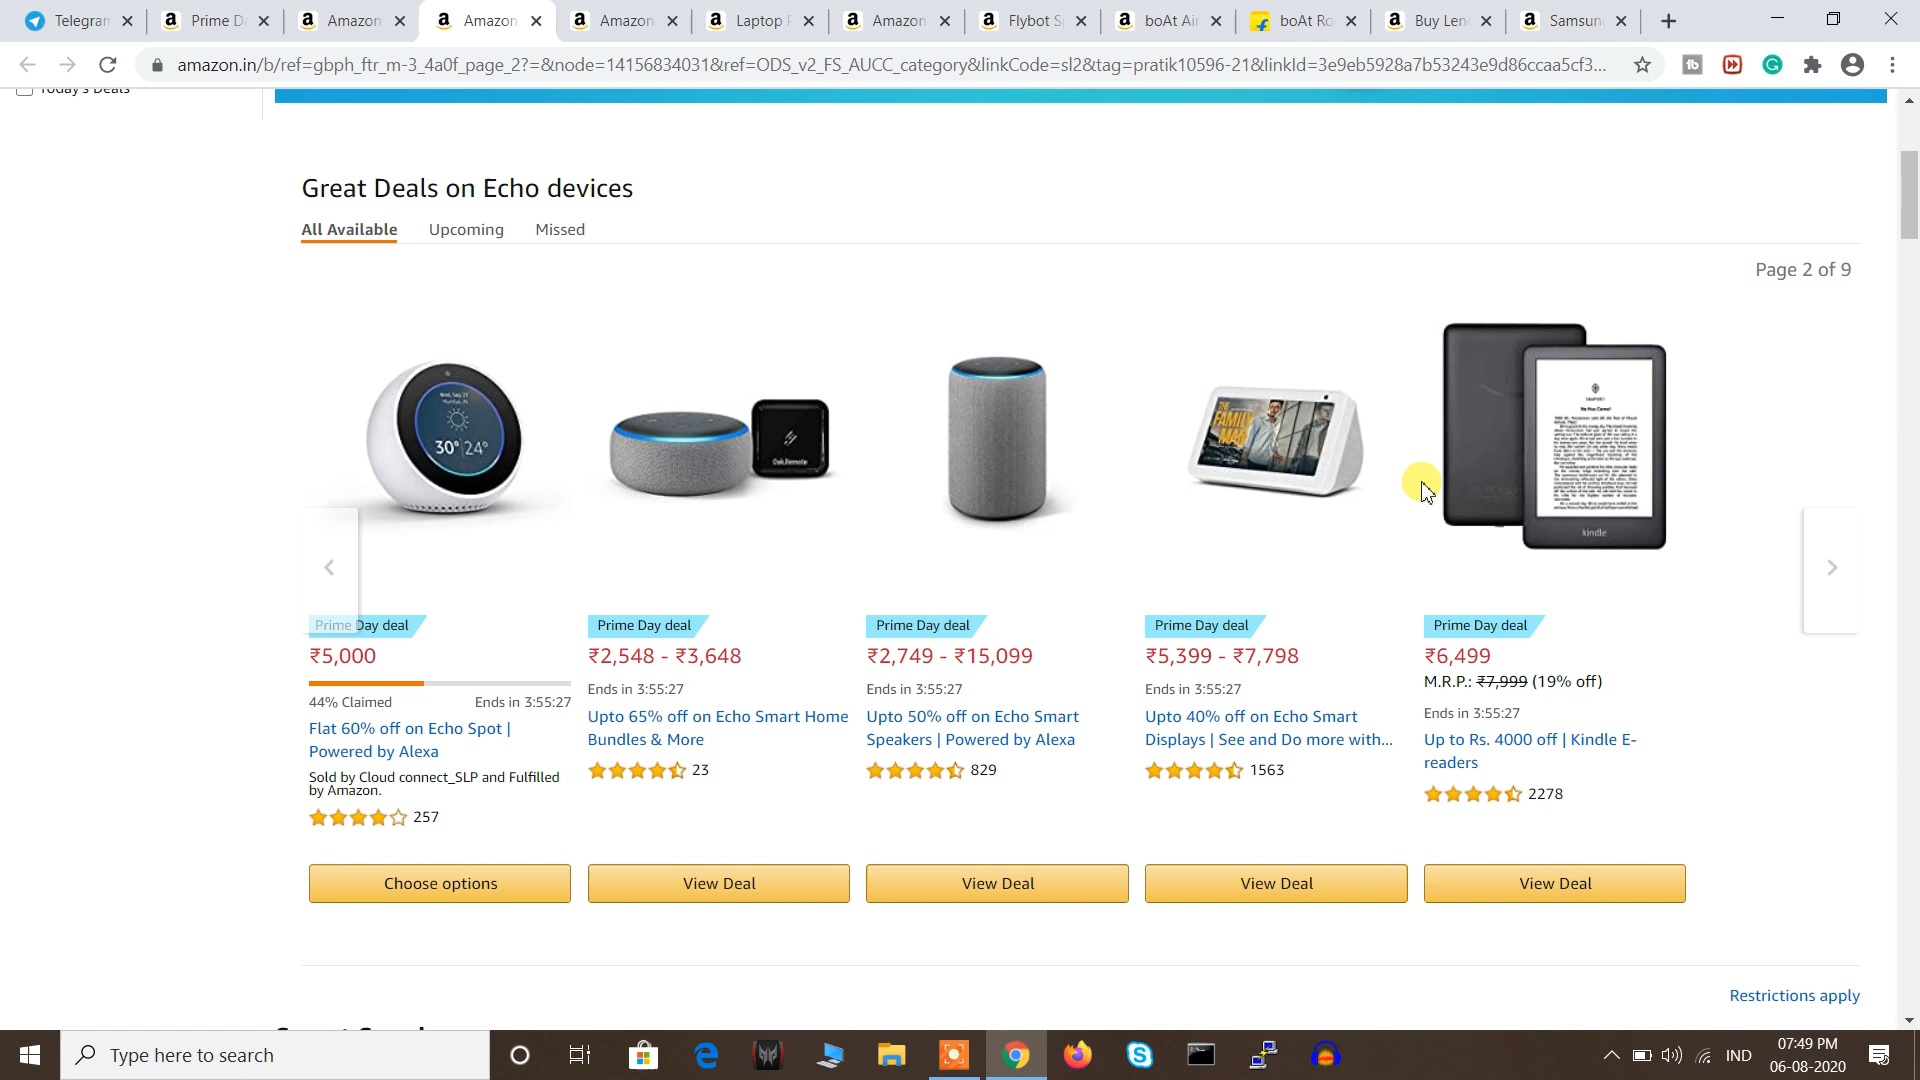 Telegran
Prime D
Amazon
Amazon
Amazon
Laptop
Amazon
Flybot S
boAt Air
boAt Ro
Buy Len
Samsun
amazon.in/b/ref=gbph_ftr_m-3_4a0f_page_2?=&node=14156834031&ref=ODS_v2_FS_AUCC_category&linkCode=sl2&tag=pratik10596-21&linkId=3e9eb5928a7b53243e9d86ccaa5cf3...
Today's Deals
Great Deals on Echo devices
All Available Upcoming Missed
Page 2 of 9
30° 24°
Oak.Remote
THE FAMILY MAN
kindle
Prime Day deal
₹5,000
44% Claimed Ends in 3:55:27
Flat 60% off on Echo Spot |
Powered by Alexa
Sold by Cloud connect_SLP and Fulfilled
by Amazon.
257
Choose options
Prime Day deal
₹2,548 - ₹3,648
Ends in 3:55:27
Upto 65% off on Echo Smart Home
Bundles & More
23
View Deal
Prime Day deal
₹2,749 - ₹15,099
Ends in 3:55:27
Upto 50% off on Echo Smart
Speakers | Powered by Alexa
829
View Deal
Prime Day deal
₹5,399 - ₹7,798
Ends in 3:55:27
Upto 40% off on Echo Smart
Displays | See and Do more with...
1563
View Deal
Prime Day deal
₹6,499
M.R.P.: ₹7,999 (19% off)
Ends in 3:55:27
Up to Rs. 4000 off | Kindle E-
readers
2278
View Deal
Restrictions apply
Type here to search
IND
07:49 PM
06-08-2020